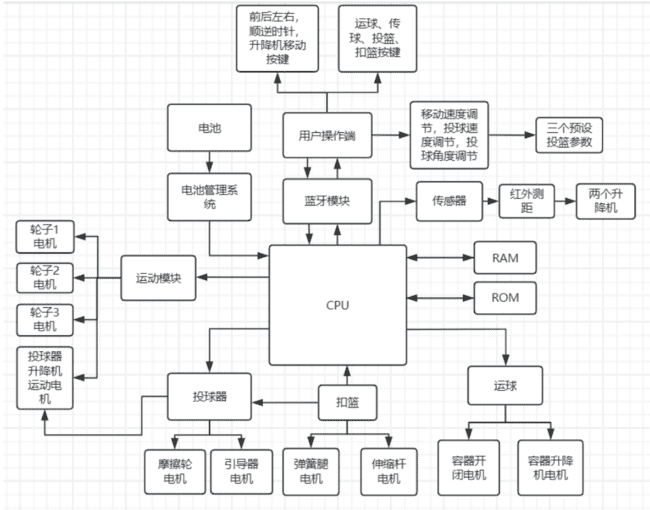 前后左右，
顺逆时针，
升降机移动
按键
运球、传
球、投篮、
扣篮按键
电池
用户操作端
移动速度调
节，投球速
度调节，投
球角度调节
三个预设
投篮参数
电池管理系
统
蓝牙模块
传感器
红外测
距
两个升
降机
轮子1
电机
轮子2
电机
轮子3
电机
运动模块
CPU
RAM
ROM
投球器
升降机
运动电
机
投球器
扣篮
运球
摩擦轮
电机
引导器
电机
弹簧腿
电机
伸缩杆
电机
容器开
闭电机
容器升降
机电机